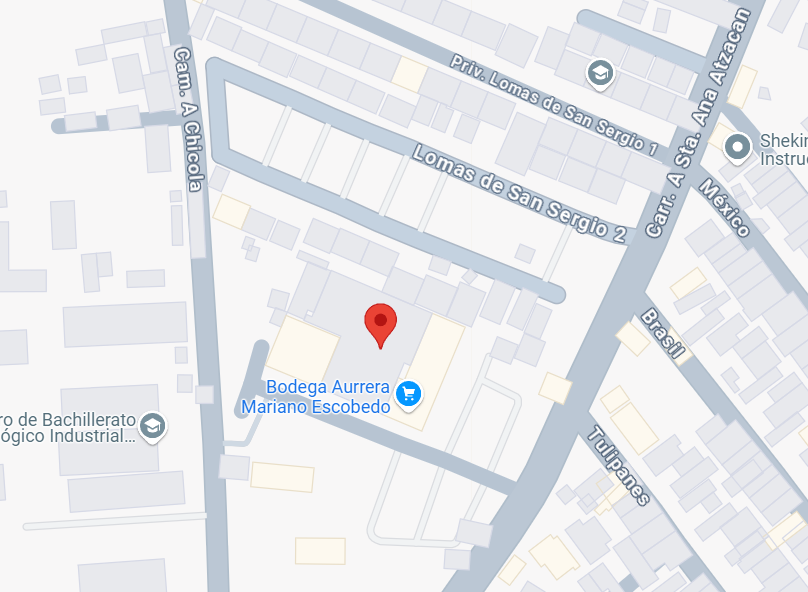 Priv. Lomas de San Sergio 1
Cam. A Chicola
Carr. A Sta. Ana Atzacan
Shekin
Instruc
Lomas de San Sergio 2
México
Brasil
Bodega Aurrera
Mariano Escobedo
ro de Bachillerato
ógico Industrial...
Tulipanes